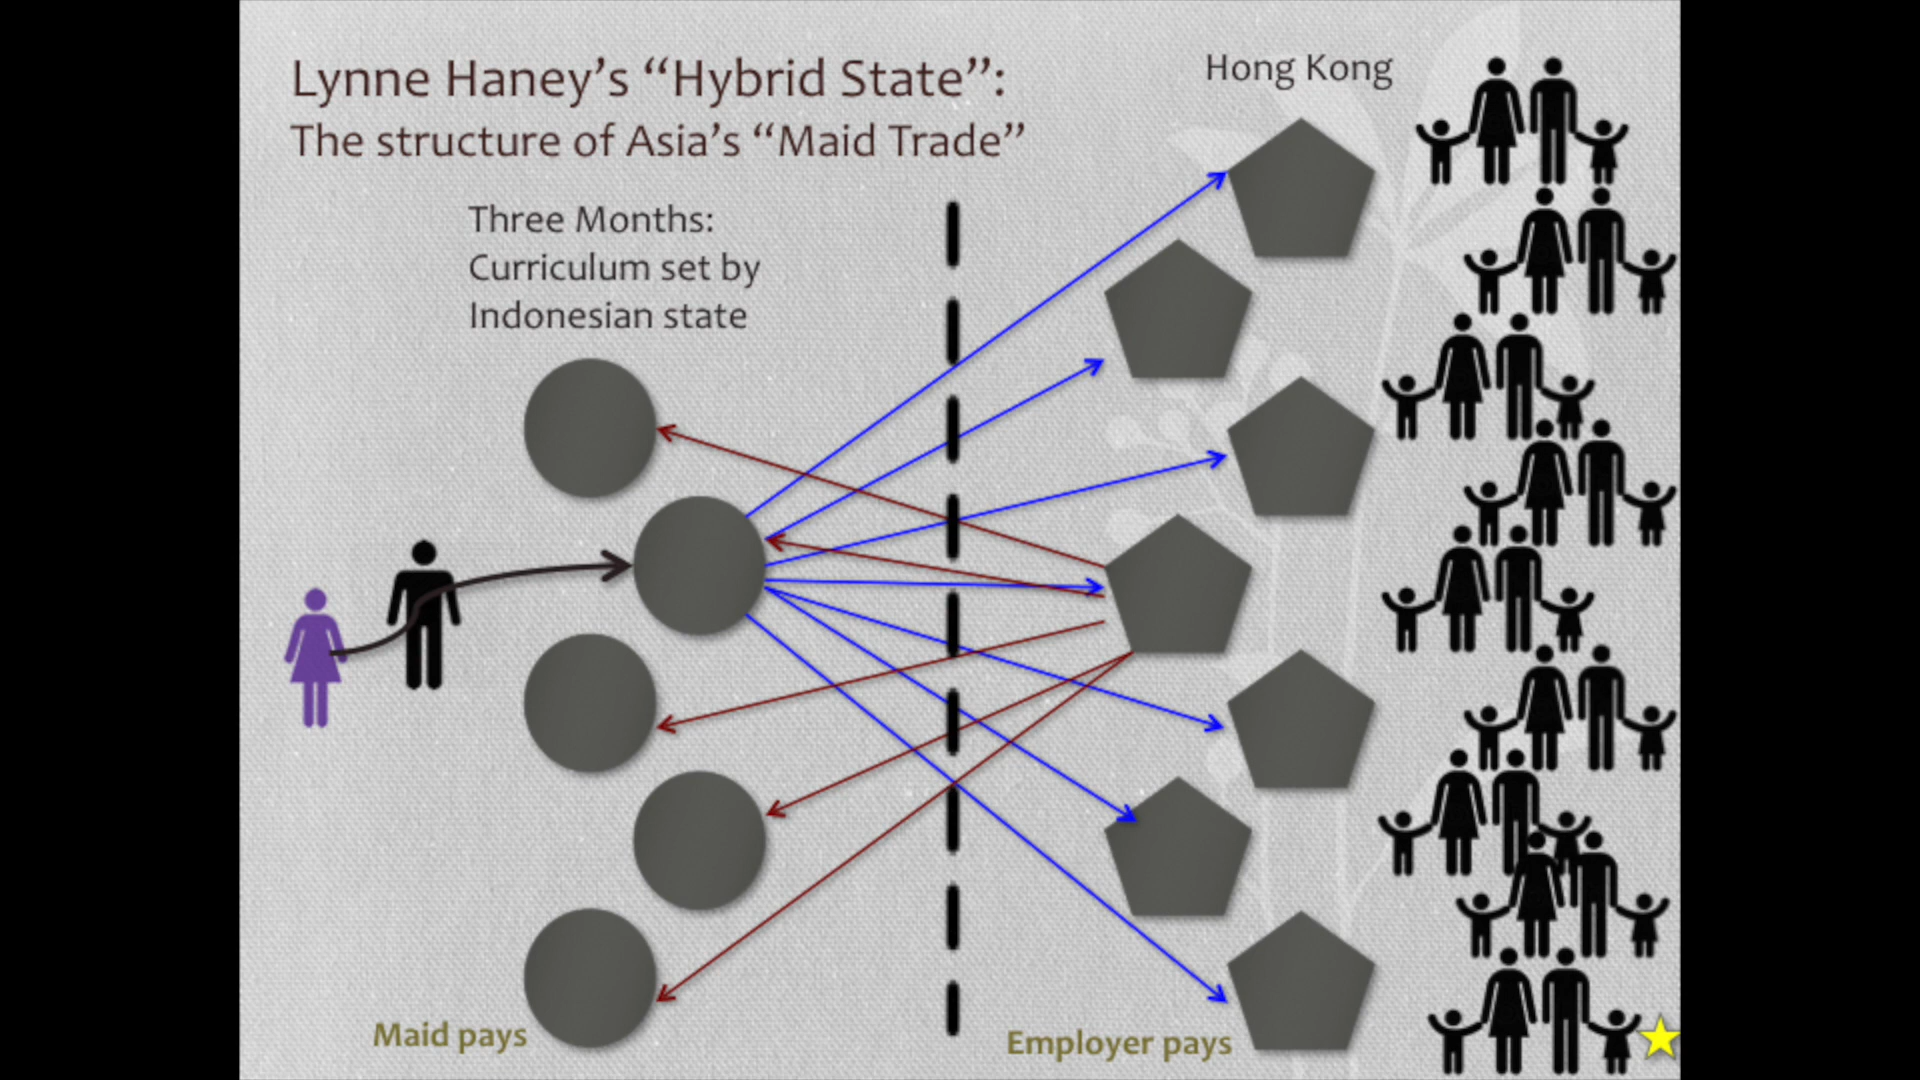 Lynne Haney’s “Hybrid State”:
The structure of Asia’s “Maid Trade”
Hong Kong
Three Months:
Curriculum set by
Indonesian state
Maid pays
Employer pays